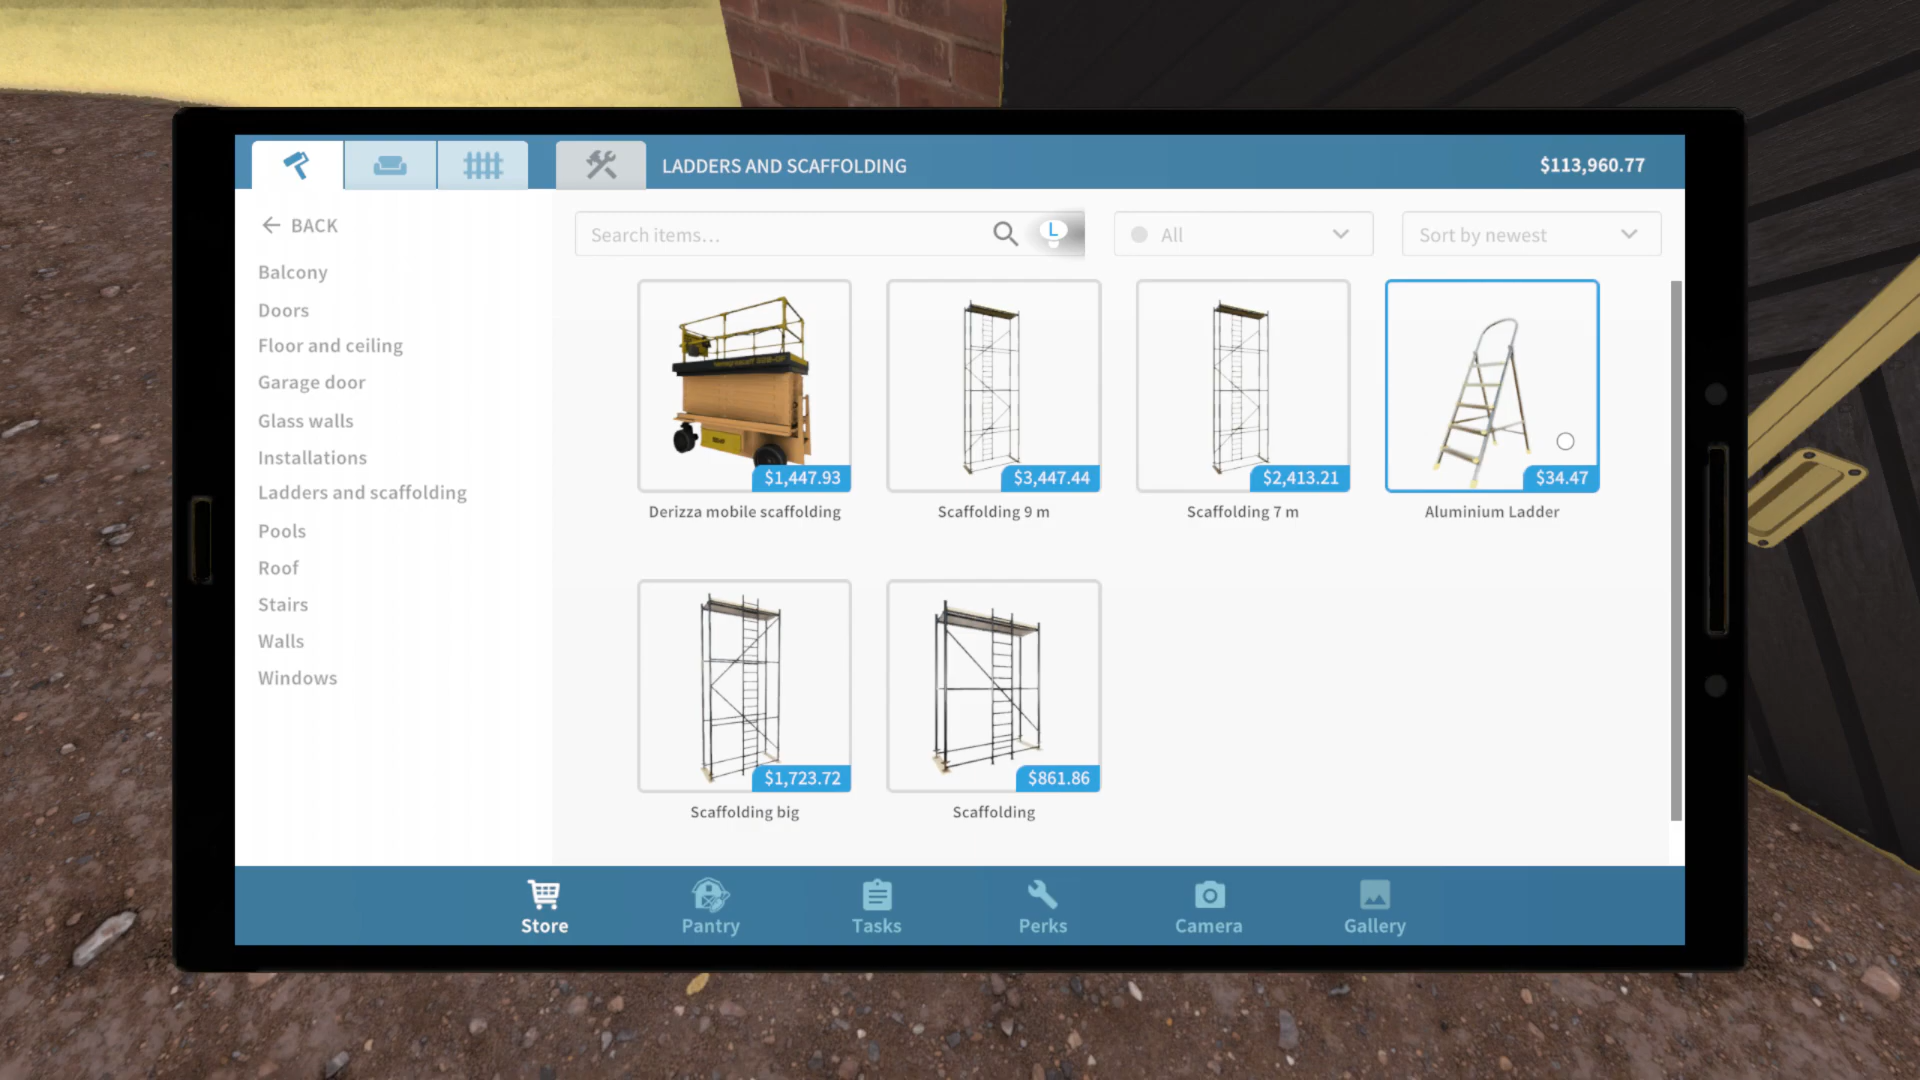 LADDERS AND SCAFFOLDING
$113,960.77
BACK
Search items...
L
All
Sort by newest
Balcony
Doors
Floor and ceiling
Garage door
Glass walls
Installations
Ladders and scaffolding
Pools
Roof
Stairs
Walls
Windows
$1,447.93
$3,447.44
$2,413.21
$34.47
Derizza mobile scaffolding
Scaffolding 9 m
Scaffolding 7 m
Aluminium Ladder
$1,723.72
$861.86
Scaffolding big
Scaffolding
Store
Pantry
Tasks
Perks
Camera
Gallery